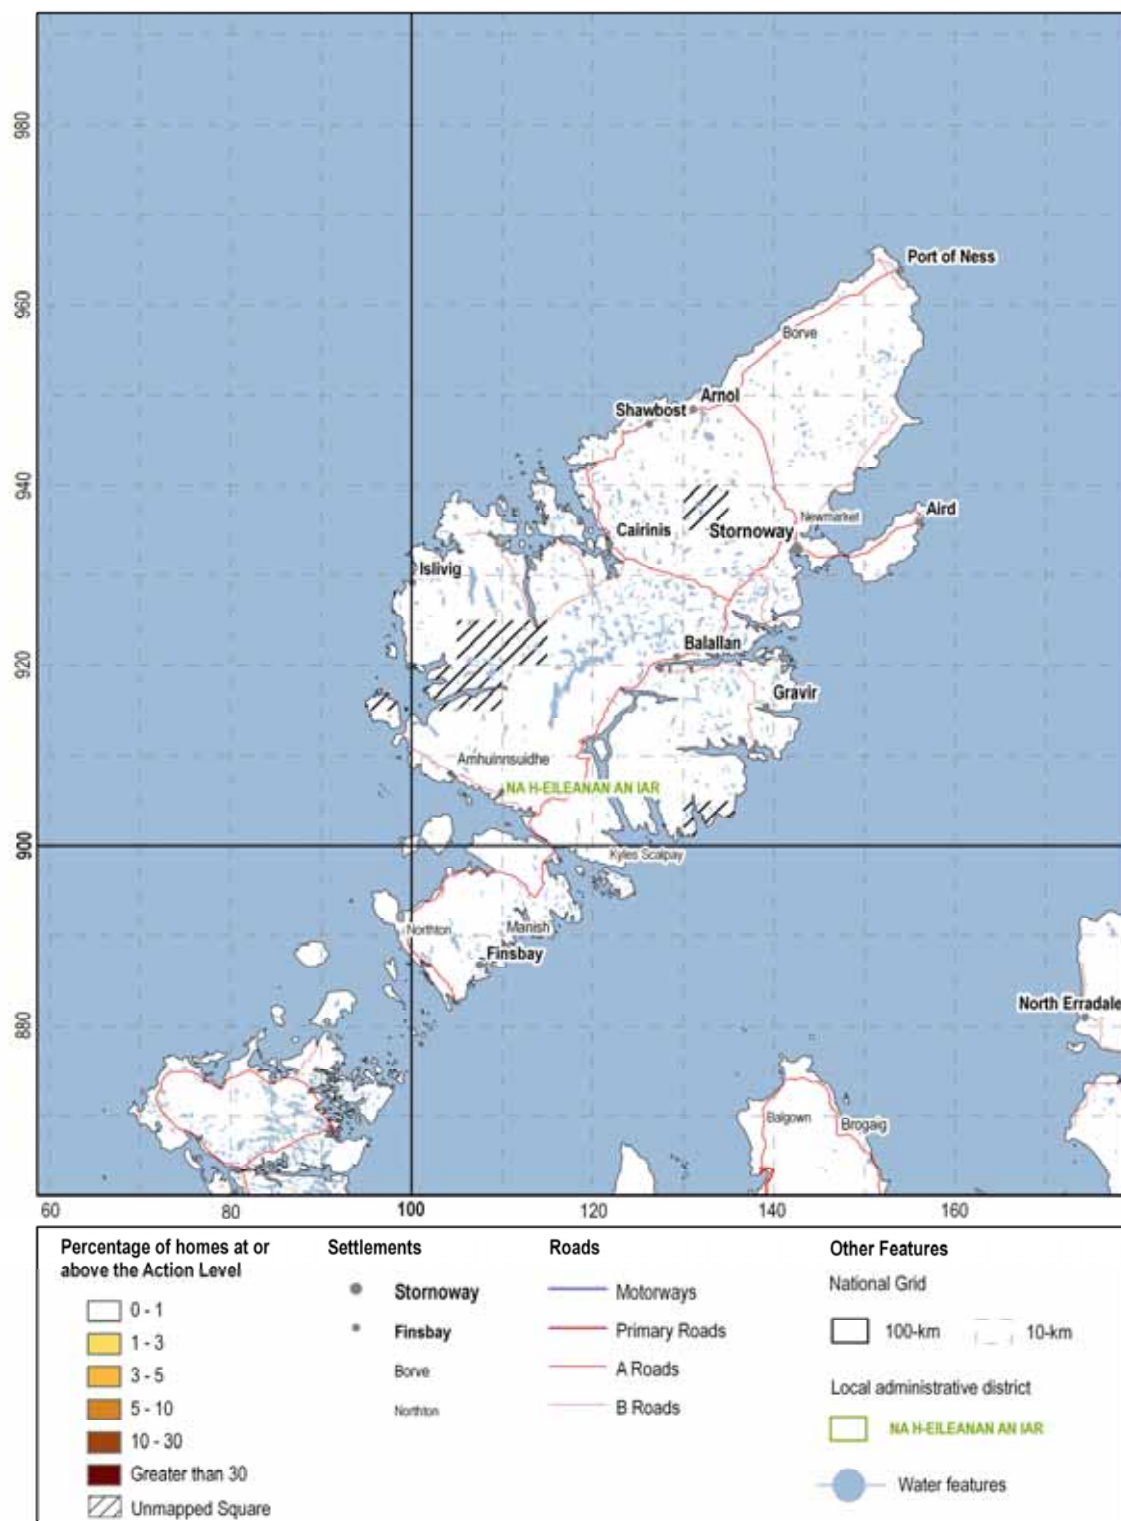 980
960
940
920
900
880
Port of Ness
Borve
Arnol
Shawbost
Newmarket
Aird
Cairinis
Stornoway
Islivig
Balallan
Gravir
Amhuinnsuidhe
NA H-EILEANAN AN IAR
Kyles Scalpay
Northton
Manish
Finsbay
North Erradale
Balgown
Brogaig
60 80 100 120 140 160
Percentage of homes at or
above the Action Level
0 - 1
1 - 3
3 - 5
5 - 10
10 - 30
Greater than 30
Unmapped Square
Settlements
Stornoway
Finsbay
Borve
Northton
Roads
Motorways
Primary Roads
A Roads
B Roads
Other Features
National Grid
100-km 10-km
Local administrative district
NA H-EILEANAN AN IAR
Water features